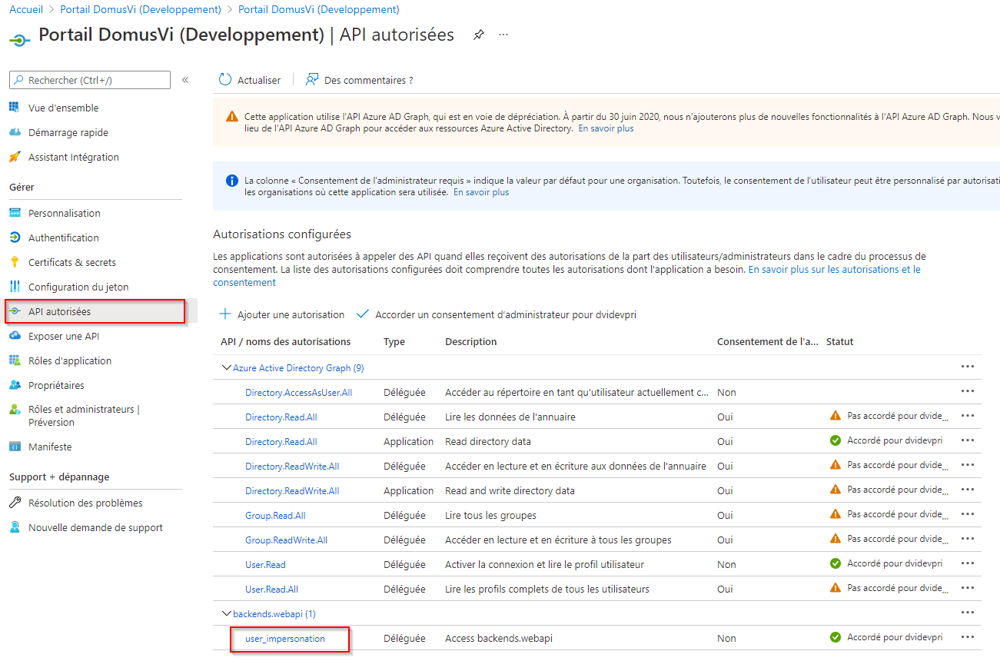 Accueil > Portail DomusVi (Developpement) > Portail DomusVi (Developpement)
Portail DomusVi (Developpement) | API autorisées
Rechercher (Ctrl+/)
Vue d'ensemble
Démarrage rapide
Assistant Intégration
Gérer
Personnalisation
Authentification
Certificats & secrets
Configuration du jeton
API autorisées
Exposer une API
Rôles d'application
Propriétaires
Rôles et administrateurs |
Préversion
Manifeste
Support + dépannage
Résolution des problèmes
Nouvelle demande de support
Actualiser
Des commentaires ?
Cette application utilise l'API Azure AD Graph, qui est en voie de dépréciation. À partir du 30 juin 2020, nous n'ajouterons plus de nouvelles fonctionnalités à l'API Azure AD Graph. Nous v
lieu de l'API Azure AD Graph pour accéder aux ressources Azure Active Directory. En savoir plus
La colonne « Consentement de l'administrateur requis » indique la valeur par défaut pour une organisation. Toutefois, le consentement de l'utilisateur peut être personnalisé par autorisati
les organisations où cette application sera utilisée. En savoir plus
Autorisations configurées
Les applications sont autorisées à appeler des API quand elles reçoivent des autorisations de la part des utilisateurs/administrateurs dans le cadre du processus de
consentement. La liste des autorisations configurées doit comprendre toutes les autorisations dont l'application a besoin. En savoir plus sur les autorisations et le
consentement
Ajouter une autorisation Accorder un consentement d'administrateur pour dvidevpri
API / noms des autorisations Type Description Consentement de l'a... Statut
Azure Active Directory Graph (9)
Directory.AccessAsUser.All Déléguée Accéder au répertoire en tant qu'utilisateur actuellement c... Non
Directory.Read.All Déléguée Lire les données de l'annuaire Oui Pas accordé pour dvide...
Directory.Read.All Application Read directory data Oui Accordé pour dvidevpri
Directory.ReadWrite.All Déléguée Accéder en lecture et en écriture aux données de l'annuaire Oui Pas accordé pour dvide...
Directory.ReadWrite.All Application Read and write directory data Oui Pas accordé pour dvide...
Group.Read.All Déléguée Lire tous les groupes Oui Pas accordé pour dvide...
Group.ReadWrite.All Déléguée Accéder en lecture et en écriture à tous les groupes Oui Pas accordé pour dvide...
User.Read Déléguée Activer la connexion et lire le profil utilisateur Non Accordé pour dvidevpri
User.Read.All Déléguée Lire les profils complets de tous les utilisateurs Oui Pas accordé pour dvide...
backends.webapi (1)
user_impersonation Déléguée Access backends.webapi Non Accordé pour dvidevpri